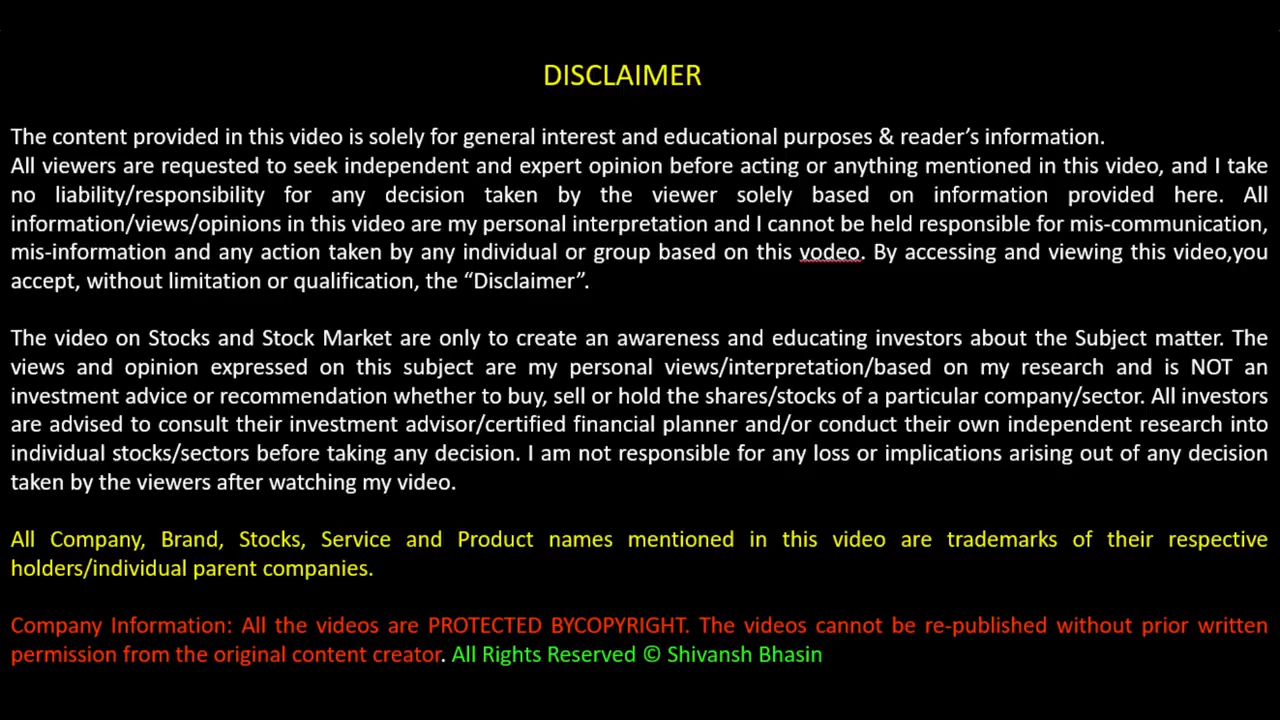 DISCLAIMER
The content provided in this video is solely for general interest and educational purposes & reader’s information.
All viewers are requested to seek independent and expert opinion before acting or anything mentioned in this video, and I take
no liability/responsibility for any decision taken by the viewer solely based on information provided here. All
information/views/opinions in this video are my personal interpretation and I cannot be held responsible for mis-communication,
mis-information and any action taken by any individual or group based on this vodeo. By accessing and viewing this video,you
accept, without limitation or qualification, the “Disclaimer”.
The video on Stocks and Stock Market are only to create an awareness and educating investors about the Subject matter. The
views and opinion expressed on this subject are my personal views/interpretation/based on my research and is NOT an
investment advice or recommendation whether to buy, sell or hold the shares/stocks of a particular company/sector. All investors
are advised to consult their investment advisor/certified financial planner and/or conduct their own independent research into
individual stocks/sectors before taking any decision. I am not responsible for any loss or implications arising out of any decision
taken by the viewers after watching my video.
All Company, Brand, Stocks, Service and Product names mentioned in this video are trademarks of their respective
holders/individual parent companies.
Company Information: All the videos are PROTECTED BYCOPYRIGHT. The videos cannot be re-published without prior written
permission from the original content creator. All Rights Reserved © Shivansh Bhasin